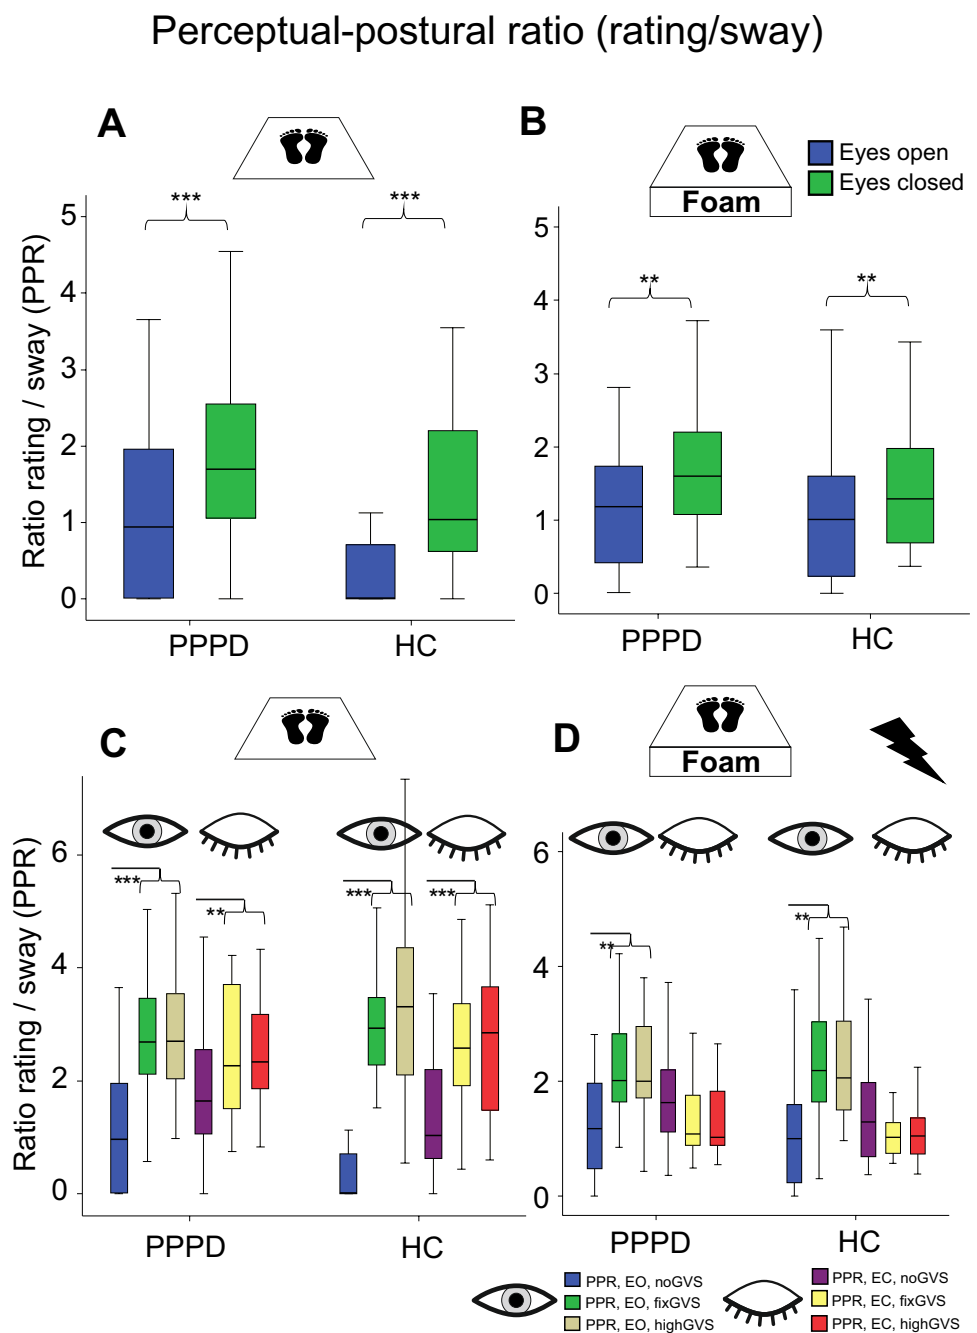 Perceptual-postural ratio (rating/sway)
A
B
Foam
Eyes open
Eyes closed
***
***
**
**
Ratio rating / sway (PPR)
5
4
3
2
1
0
5
4
3
2
1
0
PPPD
HC
PPPD
HC
C
D
Foam
Ratio rating / sway (PPR)
6
4
2
0
6
4
2
0
***
**
***
***
**
**
PPPD
HC
PPPD
HC
PPR, EO, noGVS
PPR, EO, fixGVS
PPR, EO, highGVS
PPR, EC, noGVS
PPR, EC, fixGVS
PPR, EC, highGVS